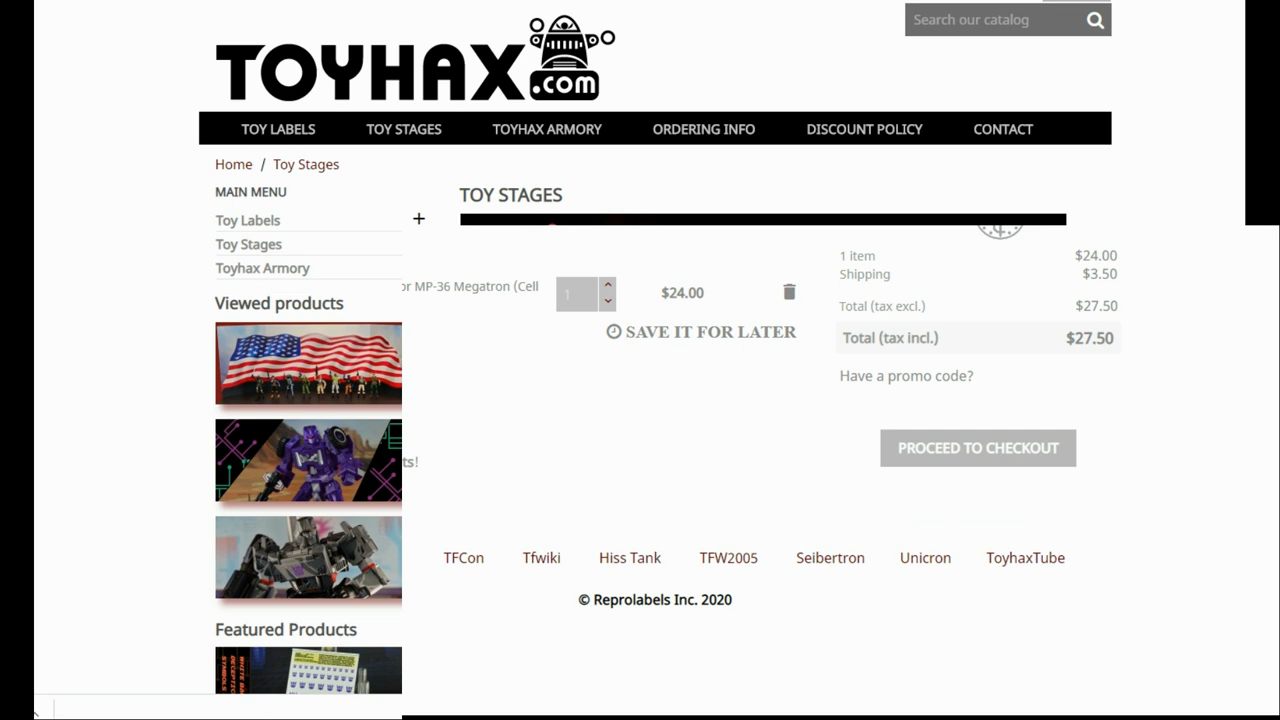 Search our catalog
TOYHAX
.com
TOY LABELS TOY STAGES TOYHAX ARMORY ORDERING INFO DISCOUNT POLICY CONTACT
Home / Toy Stages
MAIN MENU
TOY STAGES
Toy Labels +
Toy Stages
Toyhax Armory
1 item $24.00
Shipping $3.50
or MP-36 Megatron (Cell 1 $24.00
Viewed products
Total (tax excl.) $27.50
SAVE IT FOR LATER
Total (tax incl.) $27.50
Have a promo code?
PROCEED TO CHECKOUT
ts!
TFCon Tfwiki Hiss Tank TFW2005 Seibertron Unicron ToyhaxTube
© Reprolabels Inc. 2020
Featured Products